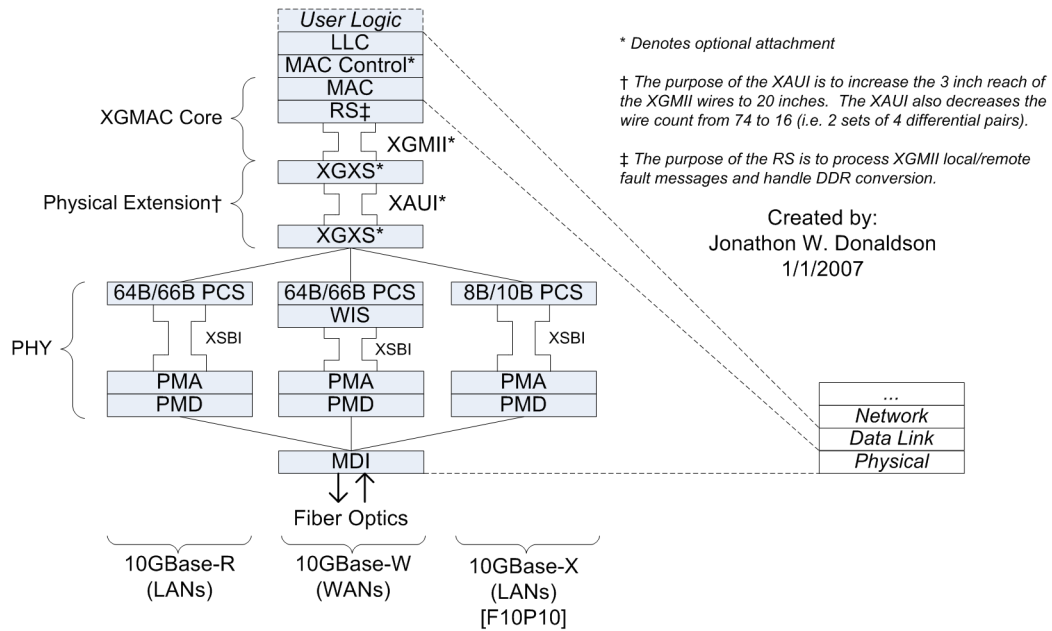 User Logic
LLC
MAC Control*
MAC
RS‡
XGMII*
XGXS*
XAUI*
XGXS*
XGMAC Core
Physical Extension†
PHY
64B/66B PCS
XSBI
PMA
PMD
64B/66B PCS
WIS
XSBI
PMA
PMD
8B/10B PCS
XSBI
PMA
PMD
MDI
Fiber Optics
10GBase-R
(LANs)
10GBase-W
(WANs)
10GBase-X
(LANs)
[F10P10]
* Denotes optional attachment
† The purpose of the XAUI is to increase the 3 inch reach of
the XGMII wires to 20 inches. The XAUI also decreases the
wire count from 74 to 16 (i.e. 2 sets of 4 differential pairs).
‡ The purpose of the RS is to process XGMII local/remote
fault messages and handle DDR conversion.
Created by:
Jonathon W. Donaldson
1/1/2007
...
Network
Data Link
Physical